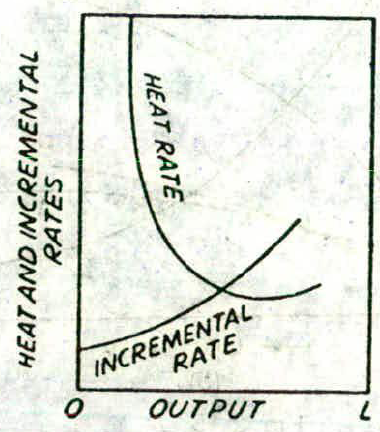 HEAT AND INCREMENTAL
RATES
HEAT RATE
INCREMENTAL
RATE
O OUTPUT L